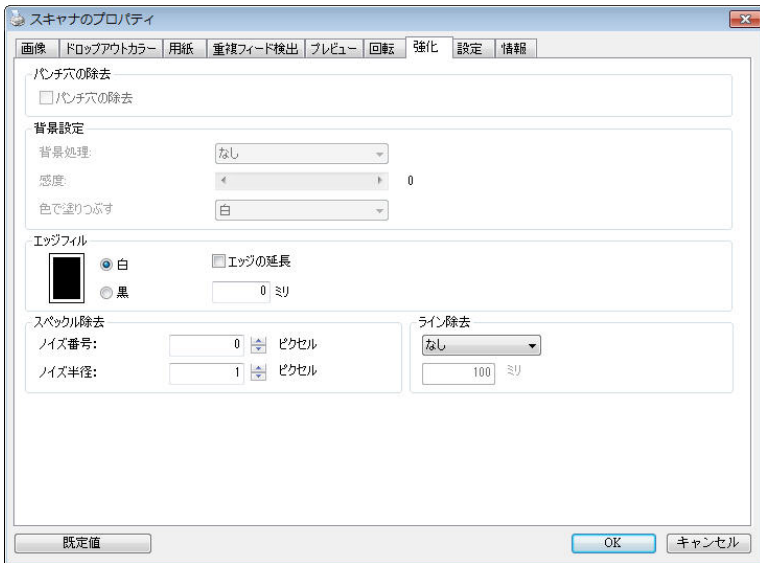 スキャナのプロパティ
画像 ドロップアウトカラー 用紙 重複フィード検出 プレビュー 回転 強化 設定 情報
パンチ穴の除去
パンチ穴の除去
背景設定
背景処理: なし
感度: 0
色で塗りつぶす 白
エッジフィル
白 エッジの延長
黒 0 ミリ
スペックル除去 ライン除去
ノイズ番号: 0 ピクセル なし
ノイズ半径: 1 ピクセル 100 ミリ
既定値 OK キャンセル